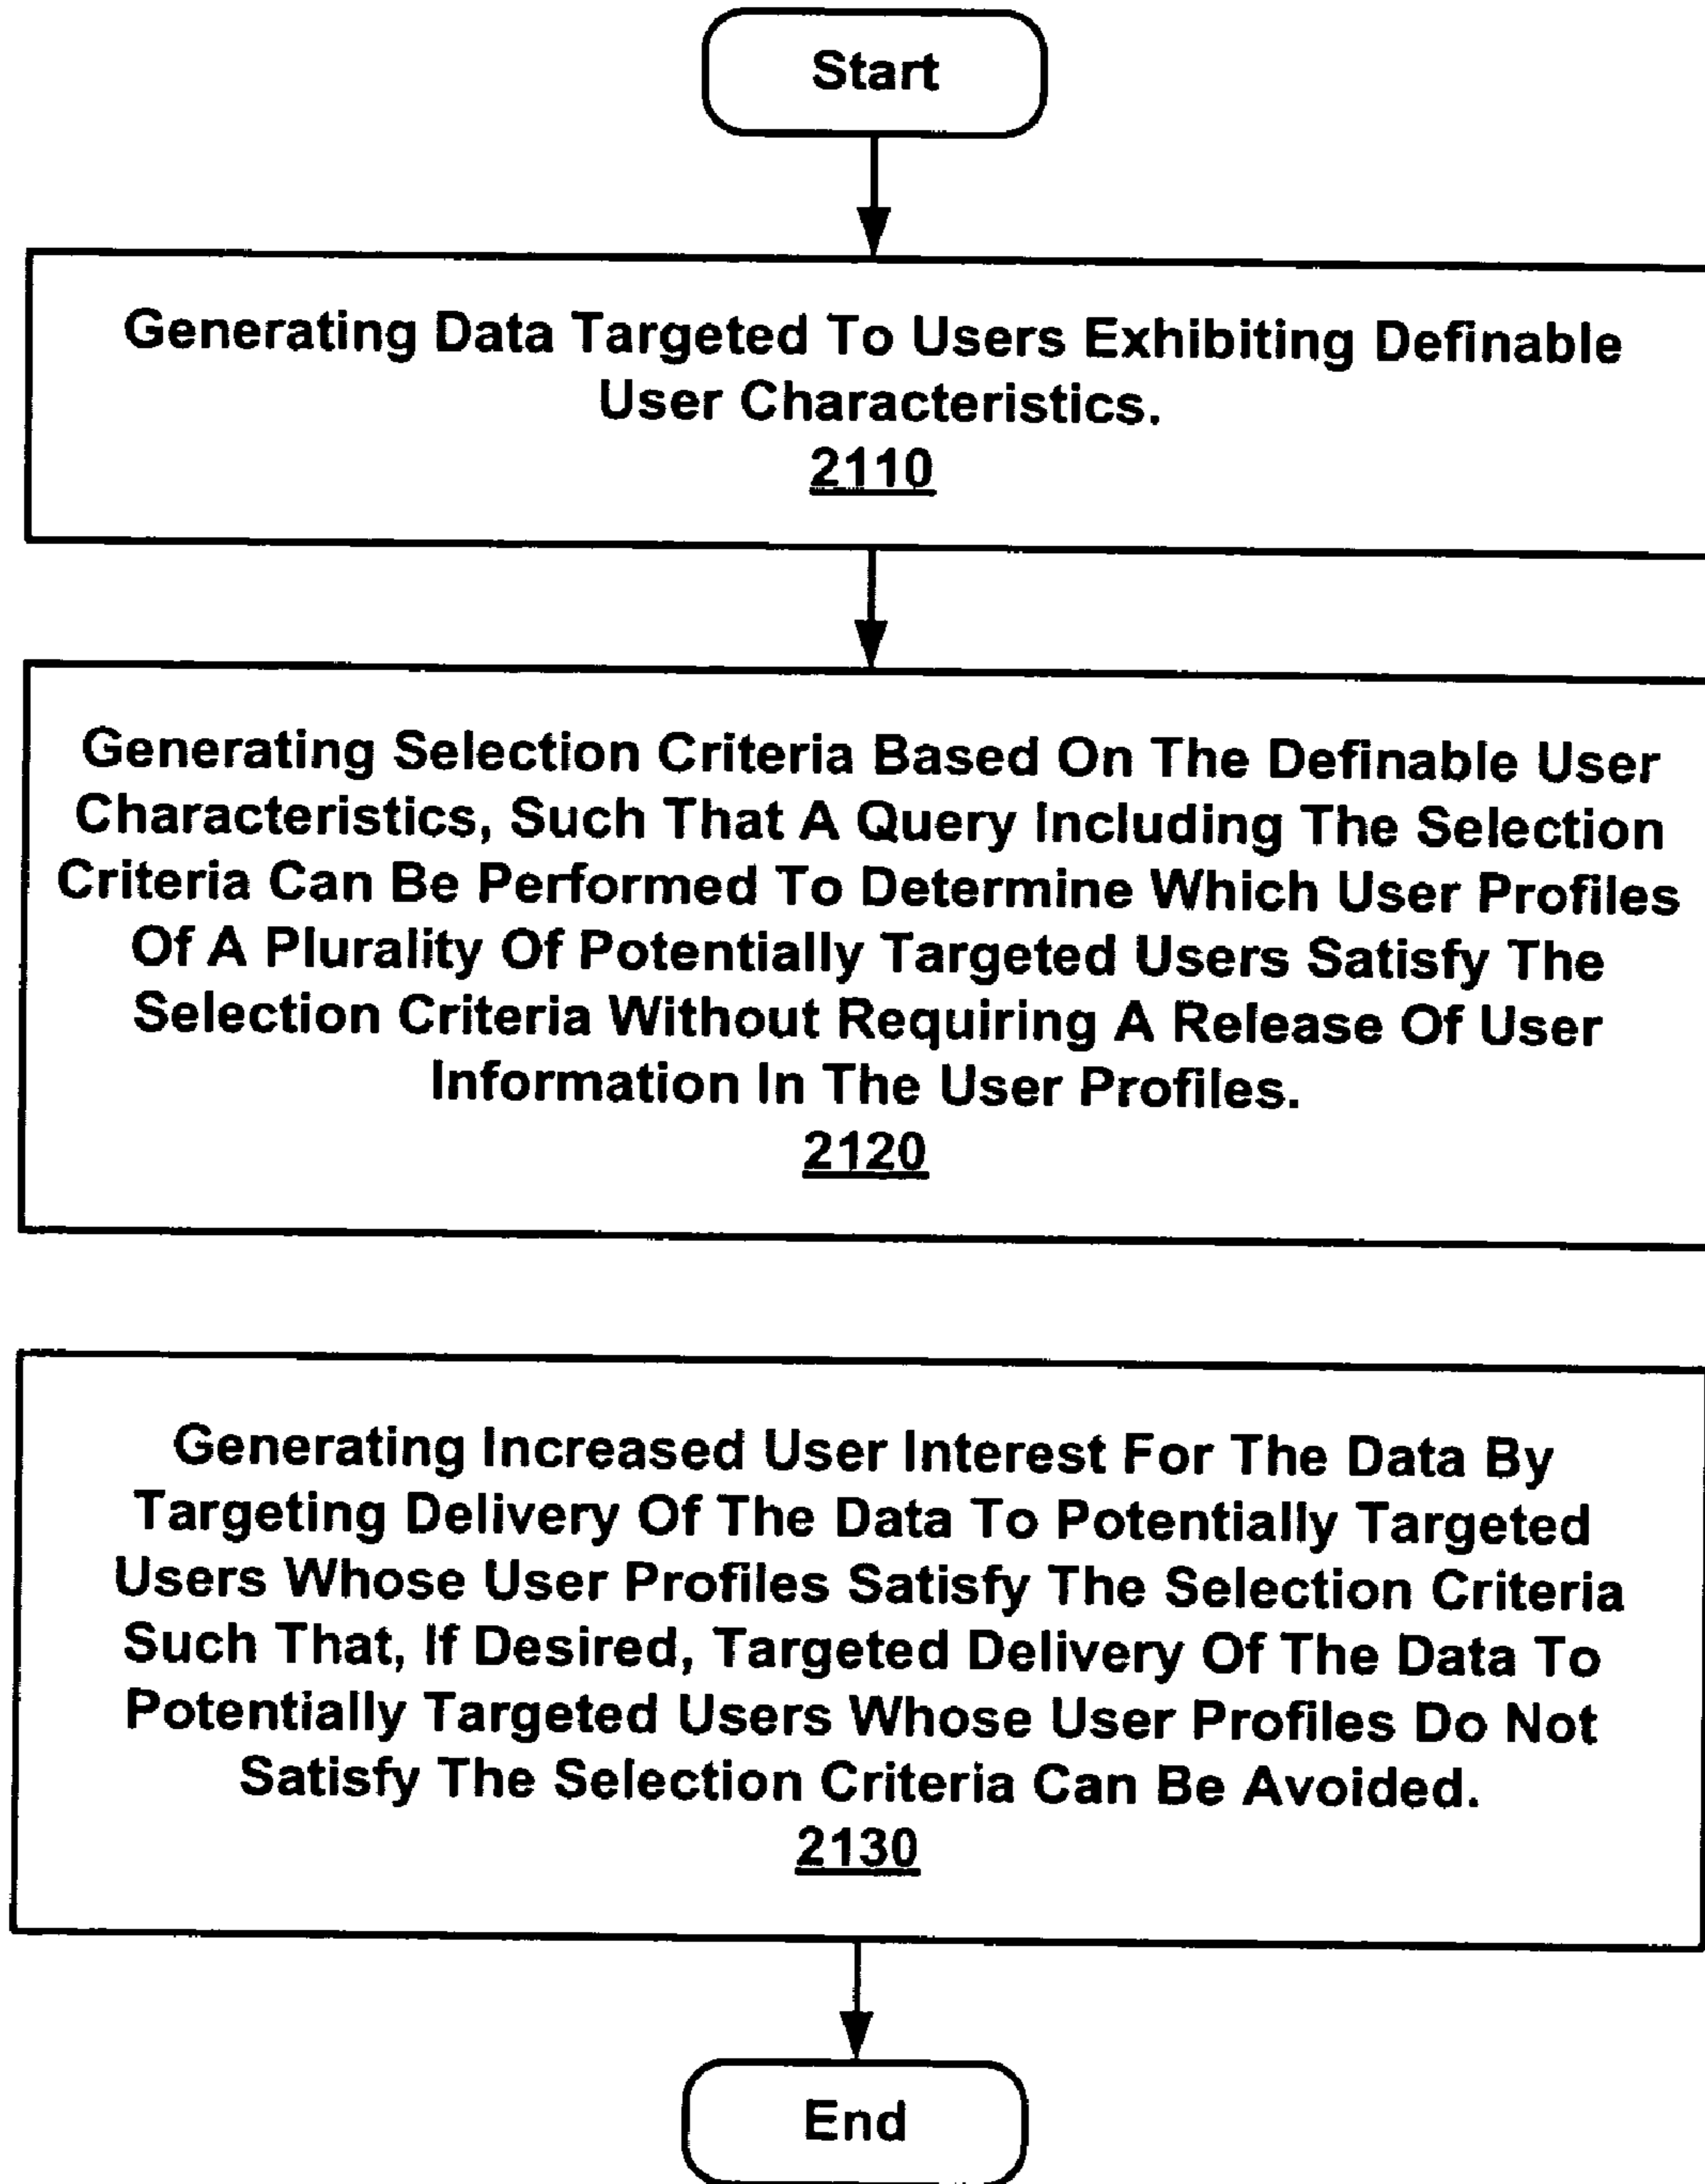 Start
Generating Data Targeted To Users Exhibiting Definable
User Characteristics.
2110
Generating Selection Criteria Based On The Definable User
Characteristics, Such That A Query Including The Selection
Criteria Can Be Performed To Determine Which User Profiles
Of A Plurality Of Potentially Targeted Users Satisfy The
Selection Criteria Without Requiring A Release Of User
Information In The User Profiles.
2120
Generating Increased User Interest For The Data By
Targeting Delivery Of The Data To Potentially Targeted
Users Whose User Profiles Satisfy The Selection Criteria
Such That, If Desired, Targeted Delivery Of The Data To
Potentially Targeted Users Whose User Profiles Do Not
Satisfy The Selection Criteria Can Be Avoided.
2130
End